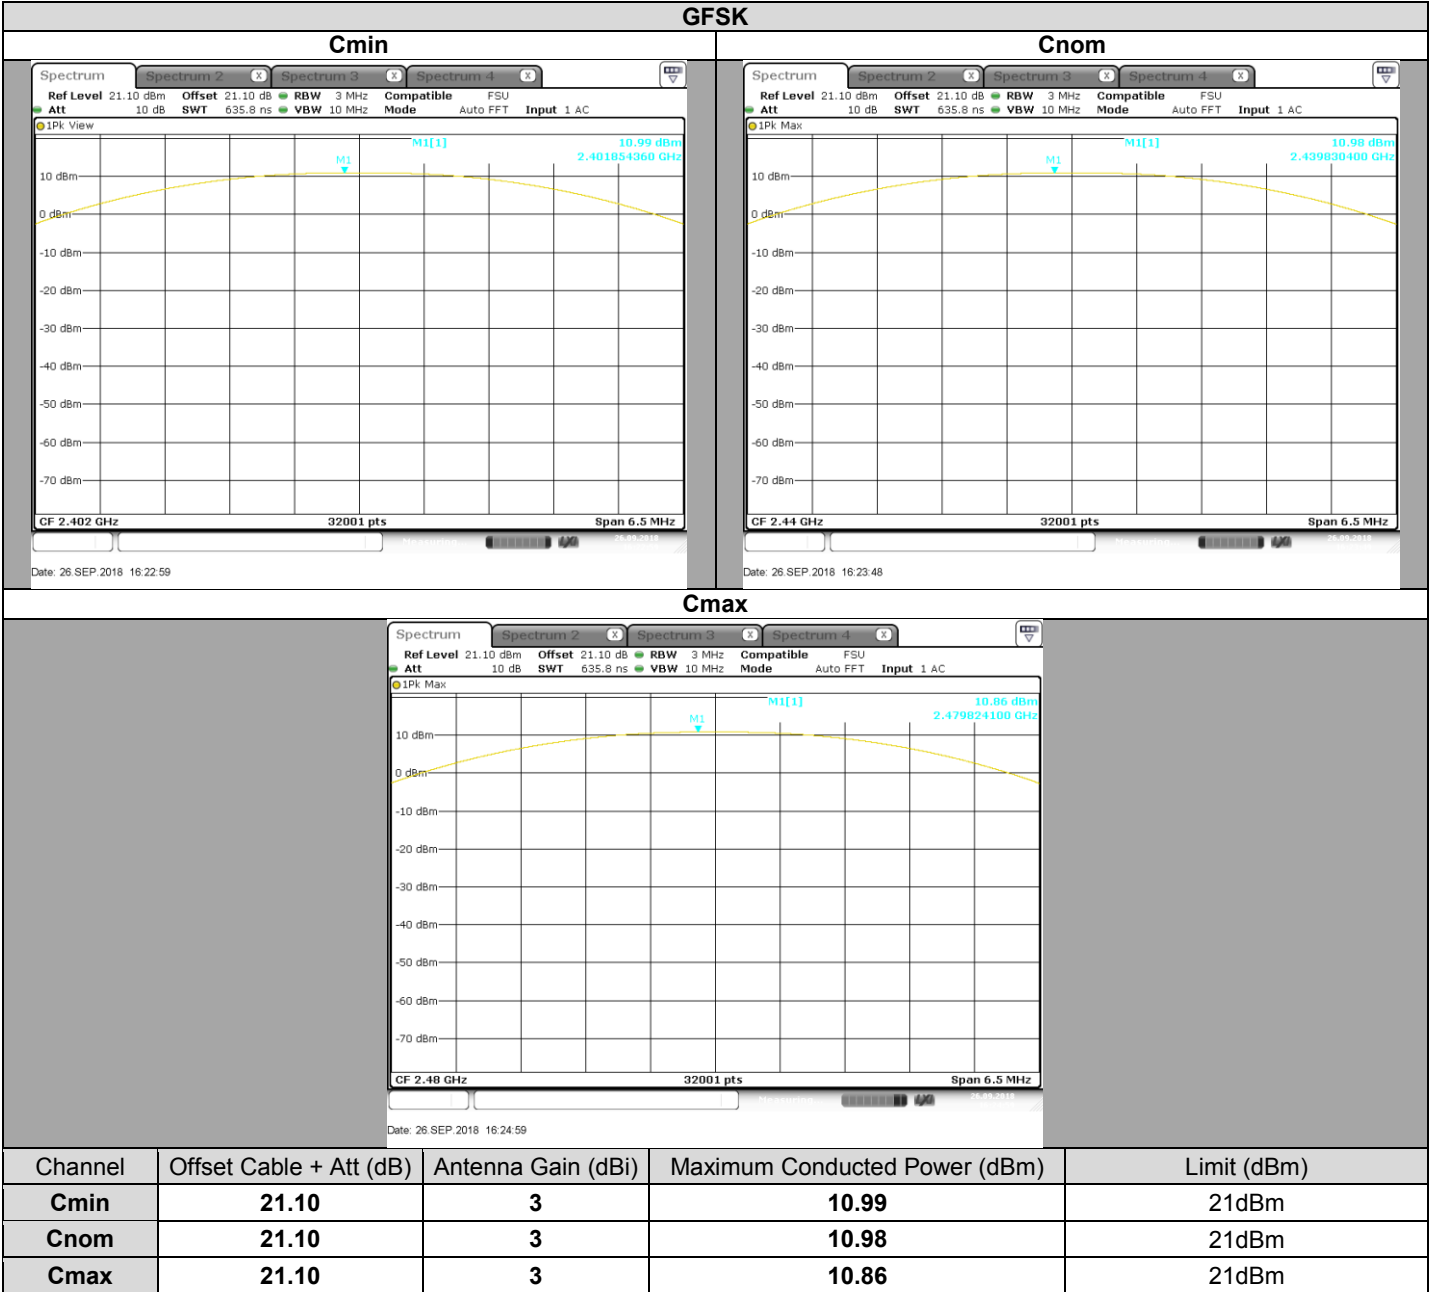 GFSK
Cmin
Cnom
Spectrum Spectrum 2 X Spectrum 3 X Spectrum 4 X
Ref Level 21.10 dBm Offset 21.10 dB RBW 3 MHz Compatible FSU
Att 10 dB SWT 635.8 ns VBW 10 MHz Mode Auto FFT Input 1 AC
1Pk View
M1[1] 10.99 dBm
2.401854360 GHz
M1
10 dBm
0 dBm
-10 dBm
-20 dBm
-30 dBm
-40 dBm
-50 dBm
-60 dBm
-70 dBm
CF 2.402 GHz 32001 pts Span 6.5 MHz
Measuring... 26.09.2018
Date: 26.SEP.2018 16:22:59
Spectrum Spectrum 2 X Spectrum 3 X Spectrum 4 X
Ref Level 21.10 dBm Offset 21.10 dB RBW 3 MHz Compatible FSU
Att 10 dB SWT 635.8 ns VBW 10 MHz Mode Auto FFT Input 1 AC
1Pk Max
M1[1] 10.98 dBm
2.439830400 GHz
M1
10 dBm
0 dBm
-10 dBm
-20 dBm
-30 dBm
-40 dBm
-50 dBm
-60 dBm
-70 dBm
CF 2.44 GHz 32001 pts Span 6.5 MHz
Measuring... 26.09.2018
Date: 26.SEP.2018 16:23:48
Cmax
Spectrum Spectrum 2 X Spectrum 3 X Spectrum 4 X
Ref Level 21.10 dBm Offset 21.10 dB RBW 3 MHz Compatible FSU
Att 10 dB SWT 635.8 ns VBW 10 MHz Mode Auto FFT Input 1 AC
1Pk Max
M1[1] 10.86 dBm
2.479824100 GHz
M1
10 dBm
0 dBm
-10 dBm
-20 dBm
-30 dBm
-40 dBm
-50 dBm
-60 dBm
-70 dBm
CF 2.48 GHz 32001 pts Span 6.5 MHz
Measuring... 26.09.2018
Date: 26.SEP.2018 16:24:59
Channel Offset Cable + Att (dB) Antenna Gain (dBi) Maximum Conducted Power (dBm) Limit (dBm)
Cmin 21.10 3 10.99 21dBm
Cnom 21.10 3 10.98 21dBm
Cmax 21.10 3 10.86 21dBm